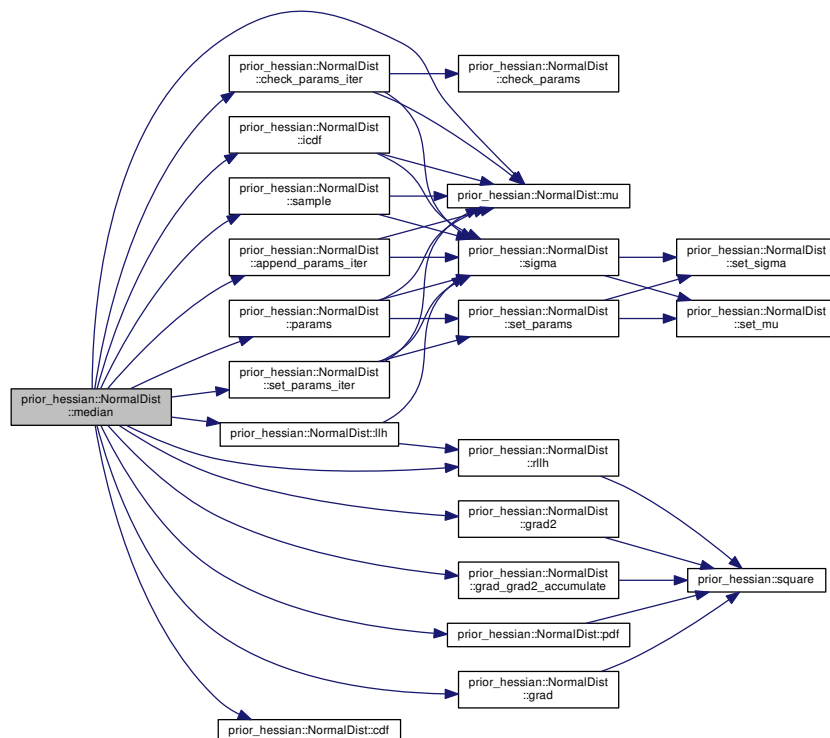 prior_hessian::NormalDist
::check_params_iter
prior_hessian::NormalDist
::check_params
prior_hessian::NormalDist
::icdf
prior_hessian::NormalDist
::sample
prior_hessian::NormalDist::mu
prior_hessian::NormalDist
::append_params_iter
prior_hessian::NormalDist
::sigma
prior_hessian::NormalDist
::set_sigma
prior_hessian::NormalDist
::params
prior_hessian::NormalDist
::set_params
prior_hessian::NormalDist
::set_mu
prior_hessian::NormalDist
::set_params_iter
prior_hessian::NormalDist
::median
prior_hessian::NormalDist::llh
prior_hessian::NormalDist
::rllh
prior_hessian::NormalDist
::grad2
prior_hessian::NormalDist
::grad_grad2_accumulate
prior_hessian::square
prior_hessian::NormalDist::pdf
prior_hessian::NormalDist
::grad
prior_hessian::NormalDist::cdf